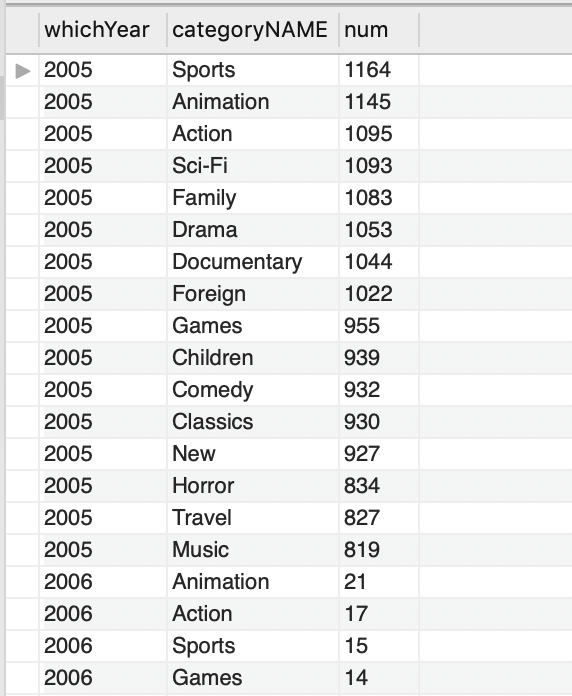 whichYear categoryNAME num
2005 Sports 1164
2005 Animation 1145
2005 Action 1095
2005 Sci-Fi 1093
2005 Family 1083
2005 Drama 1053
2005 Documentary 1044
2005 Foreign 1022
2005 Games 955
2005 Children 939
2005 Comedy 932
2005 Classics 930
2005 New 927
2005 Horror 834
2005 Travel 827
2005 Music 819
2006 Animation 21
2006 Action 17
2006 Sports 15
2006 Games 14